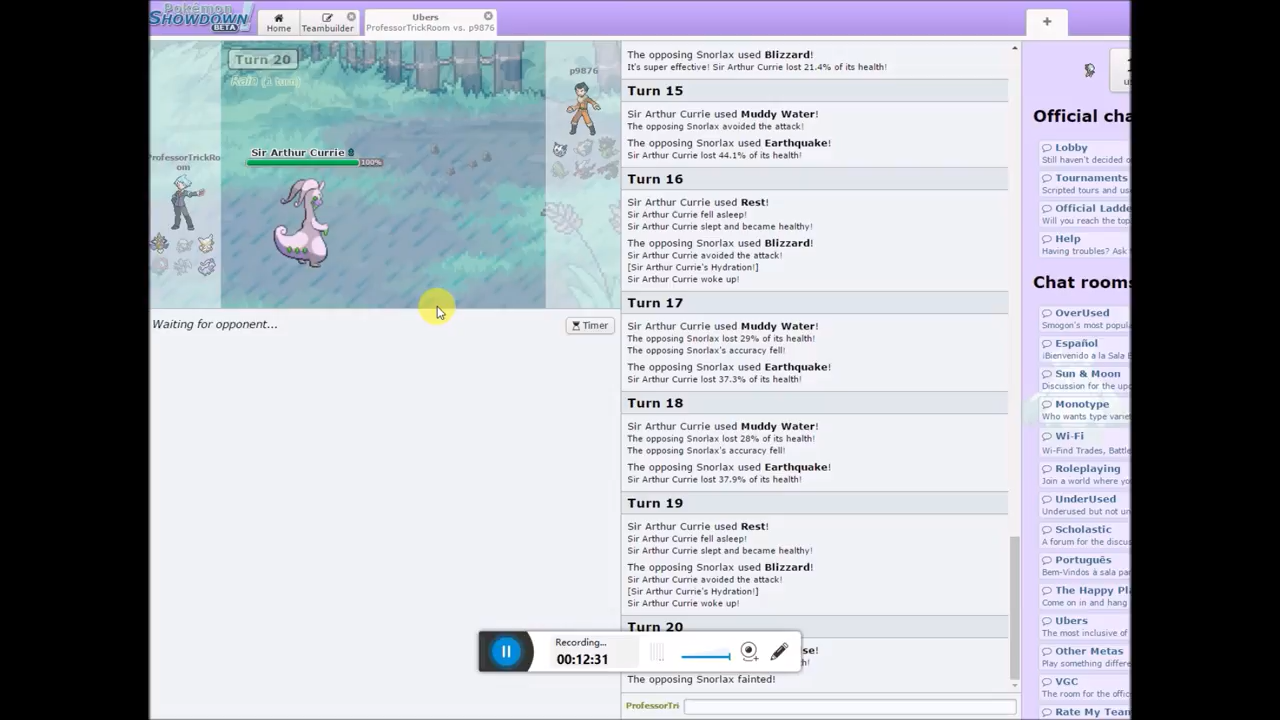 Pokémon
SHOWDOWN!
BETA
Home
Teambuilder
Ubers
ProfessorTrickRoom vs. p9876
+
Turn 20
Rain (1 turn)
p9876
Sir Arthur Currie
100%
ProfessorTrickRo
om
Waiting for opponent...
Timer
The opposing Snorlax used Blizzard!
It's super effective! Sir Arthur Currie lost 21.4% of its health!
Turn 15
Sir Arthur Currie used Muddy Water!
The opposing Snorlax avoided the attack!
The opposing Snorlax used Earthquake!
Sir Arthur Currie lost 44.1% of its health!
Turn 16
Sir Arthur Currie used Rest!
Sir Arthur Currie fell asleep!
Sir Arthur Currie slept and became healthy!
The opposing Snorlax used Blizzard!
Sir Arthur Currie avoided the attack!
[Sir Arthur Currie's Hydration!]
Sir Arthur Currie woke up!
Turn 17
Sir Arthur Currie used Muddy Water!
The opposing Snorlax lost 29% of its health!
The opposing Snorlax's accuracy fell!
The opposing Snorlax used Earthquake!
Sir Arthur Currie lost 37.3% of its health!
Turn 18
Sir Arthur Currie used Muddy Water!
The opposing Snorlax lost 28% of its health!
The opposing Snorlax's accuracy fell!
The opposing Snorlax used Earthquake!
Sir Arthur Currie lost 37.9% of its health!
Turn 19
Sir Arthur Currie used Rest!
Sir Arthur Currie fell asleep!
Sir Arthur Currie slept and became healthy!
The opposing Snorlax used Blizzard!
Sir Arthur Currie avoided the attack!
[Sir Arthur Currie's Hydration!]
Sir Arthur Currie woke up!
Turn 20
se!
h!
The opposing Snorlax fainted!
ProfessorTri
Recording...
00:12:31
Official cha
Lobby
Still haven't decided o
Tournaments
Scripted tours and us
Official Ladde
Will you reach the top
Help
Having troubles? Ask
Chat rooms
OverUsed
Smogon's most popula
Español
¡Bienvenido a la Sala E
Sun & Moon
Discussion for the up
Monotype
Who wants type varie
Wi-Fi
Wi-Find Trades, Battle
Roleplaying
Join a world where yo
UnderUsed
Underused but not un
Scholastic
A forum for the discus
Português
Bem-Vindos à sala par
The Happy Pla
Come on in and hang
Ubers
The most inclusive of
Other Metas
Play something differe
VGC
The room for the offic
Rate My Team